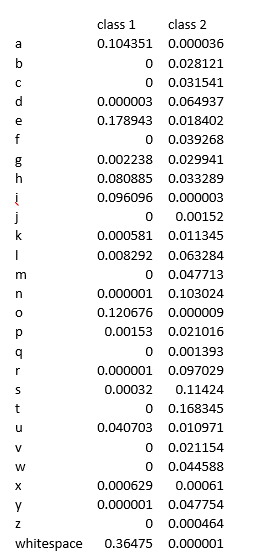 class 1 class 2
a 0.104351 0.000036
b 0 0.028121
c 0 0.031541
d 0.000003 0.064937
e 0.178943 0.018402
f 0 0.039268
g 0.002238 0.029941
h 0.080885 0.033289
i 0.096096 0.000003
j 0 0.00152
k 0.000581 0.011345
l 0.008292 0.063284
m 0 0.047713
n 0.000001 0.103024
o 0.120676 0.000009
p 0.00153 0.021016
q 0 0.001393
r 0.000001 0.097029
s 0.00032 0.11424
t 0 0.168345
u 0.040703 0.010971
v 0 0.021154
w 0 0.044588
x 0.000629 0.00061
y 0.000001 0.047754
z 0 0.000464
whitespace 0.36475 0.000001